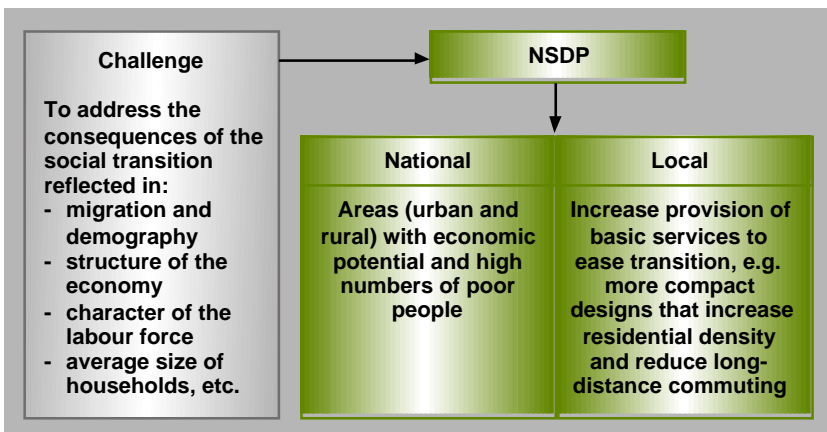 Challenge
To address the
consequences of the
social transition
reflected in:
- migration and
demography
- structure of the
economy
- character of the
labour force
- average size of
households, etc.
NSDP
National
Areas (urban and
rural) with economic
potential and high
numbers of poor
people
Local
Increase provision of
basic services to
ease transition, e.g.
more compact
designs that increase
residential density
and reduce long-
distance commuting